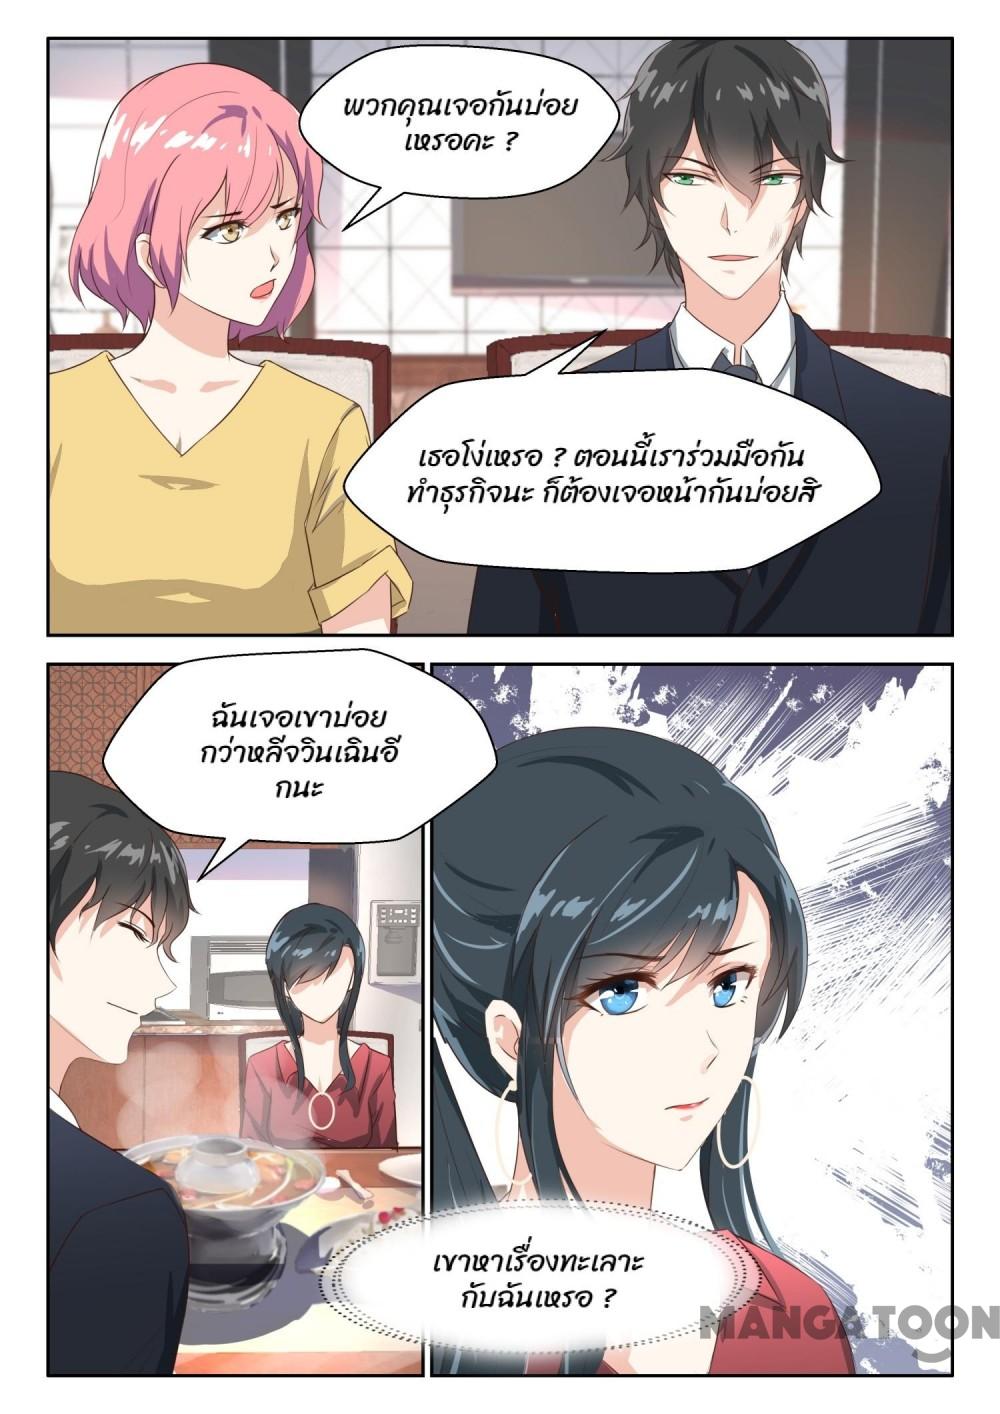 พวกคุณเจอกันบ่อย
เหรอคะ ?
เธอโง่เหรอ ? ตอนนี้เราร่วมมือกัน
ทำธุรกิจนะ ก็ต้องเจอหน้ากันบ่อยสิ
ฉันเจอเขาบ่อย
กว่าหลีจวินเฉินอี
กนะ
เขาหาเรื่องทะเลาะ
กับฉันเหรอ ?
MANGATOON